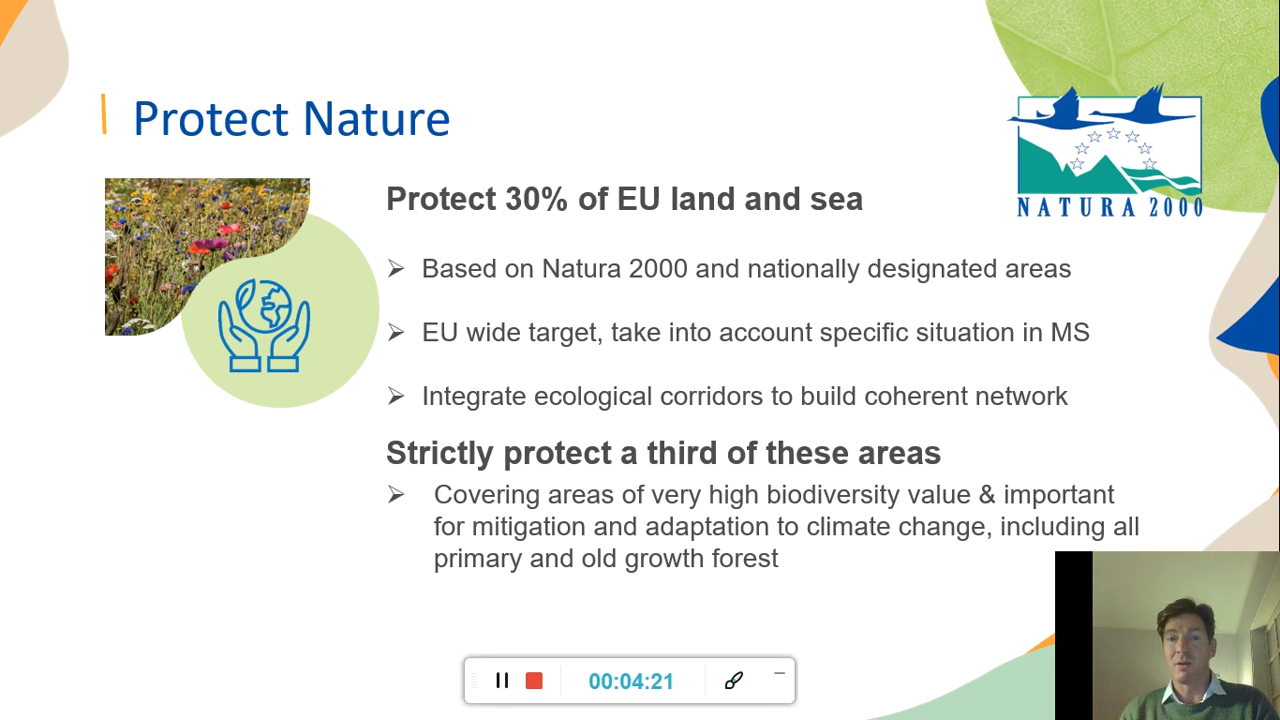 Protect Nature
Protect 30% of EU land and sea
NATURA 2000
Based on Natura 2000 and nationally designated areas
EU wide target, take into account specific situation in MS
Integrate ecological corridors to build coherent network
Strictly protect a third of these areas
Covering areas of very high biodiversity value & important
for mitigation and adaptation to climate change, including all
primary and old growth forest
00:04:21